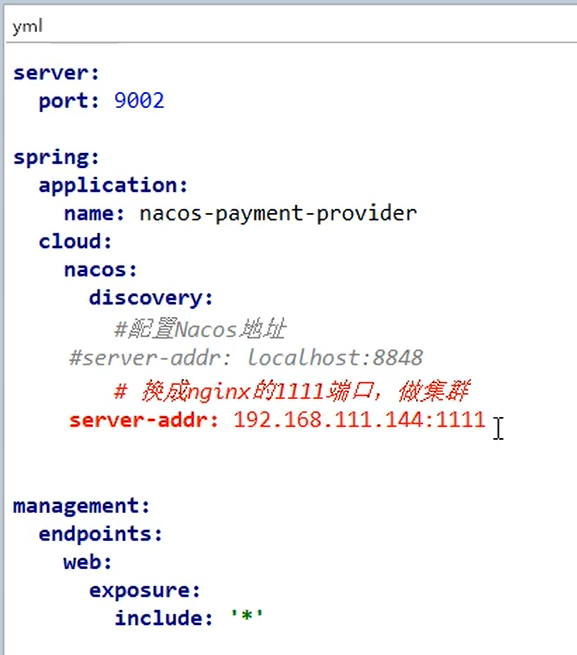 yml
server:
  port: 9002
spring:
  application:
    name: nacos-payment-provider
  cloud:
    nacos:
      discovery:
        #配置Nacos地址
    #server-addr: localhost:8848
        # 换成nginx的1111端口，做集群
    server-addr: 192.168.111.144:1111
management:
  endpoints:
    web:
      exposure:
        include: '*'